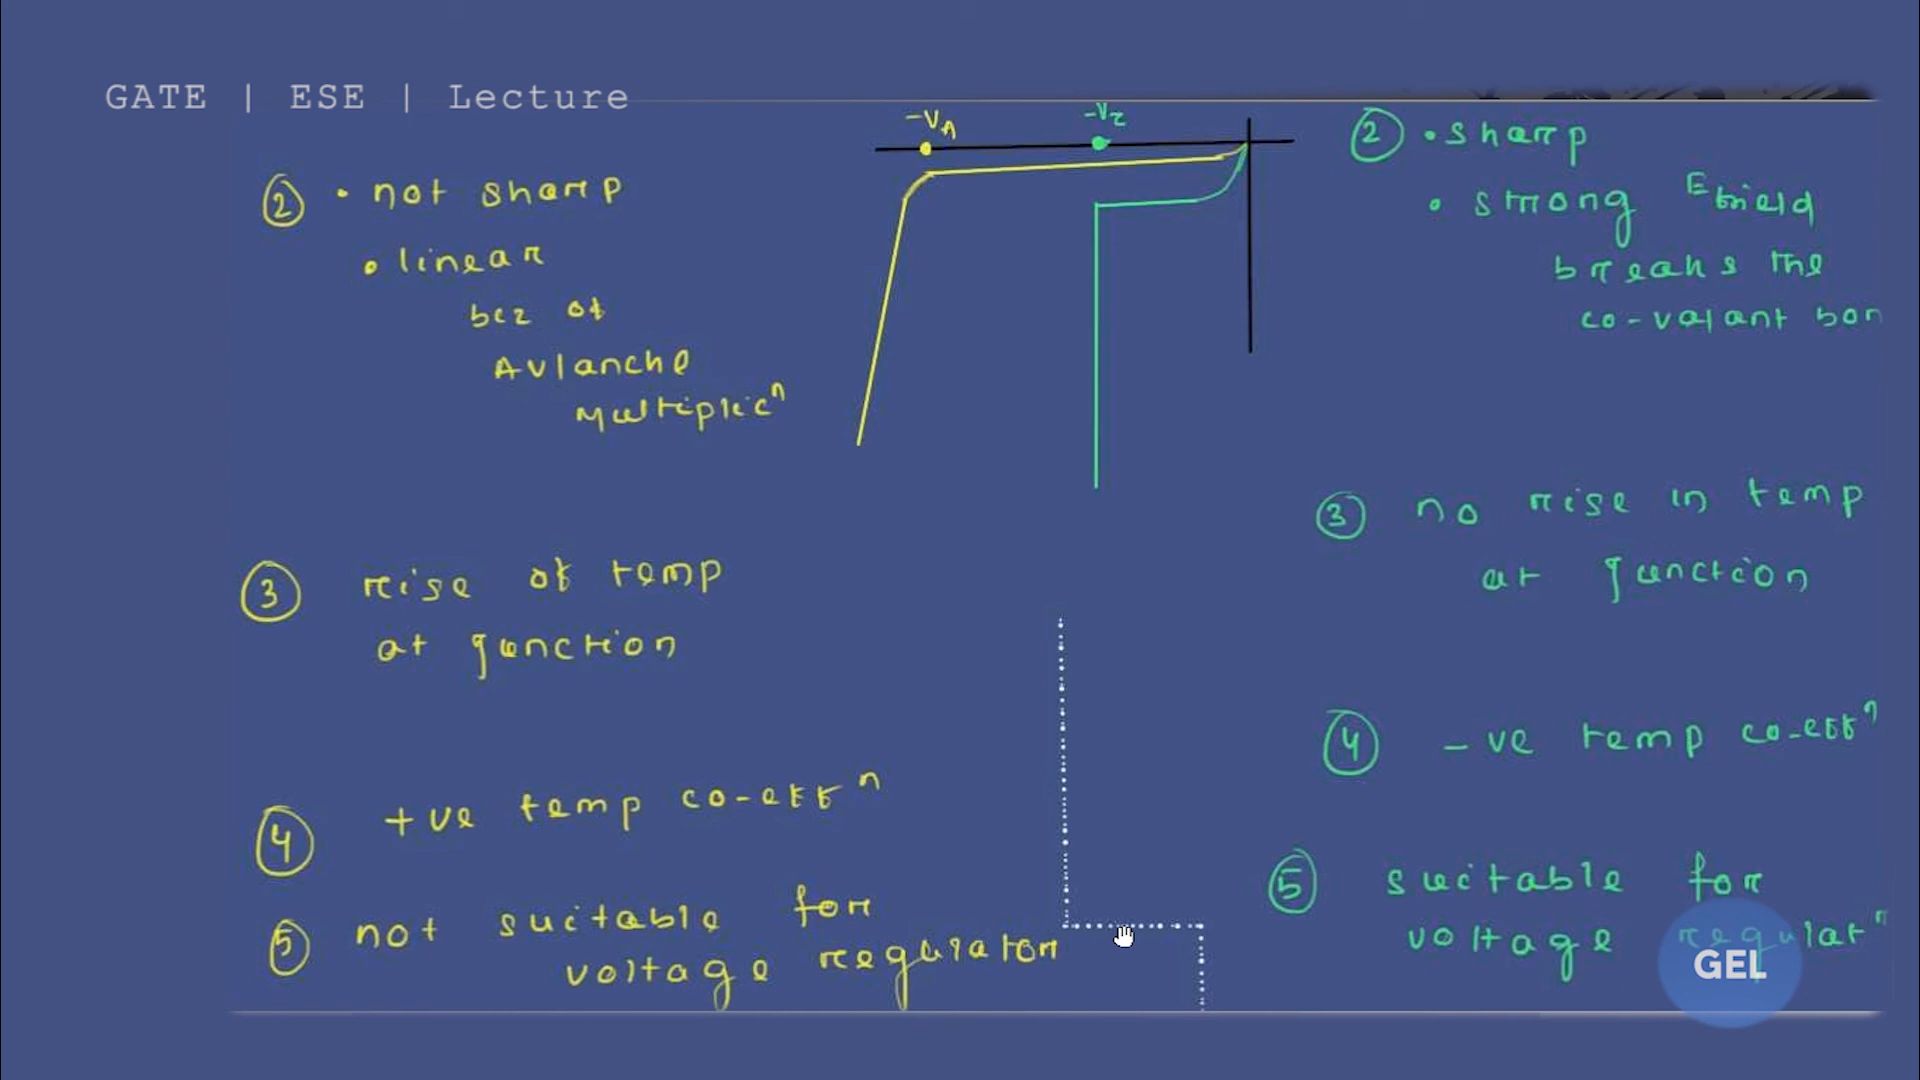 GATE | ESE | Lecture
-VA
-VZ
② • not sharp
• linear
bcz of
Avlanche
Multiplicⁿ
③ rise of temp
at junction
④ +ve temp co-effⁿ
⑤ not suitable for
voltage regulator
② • sharp
• strong Efield
breaks the
co-valant bon
③ no rise in temp
at junction
④ -ve temp co-effⁿ
⑤ suitable for
voltage regulatⁿ
GEL